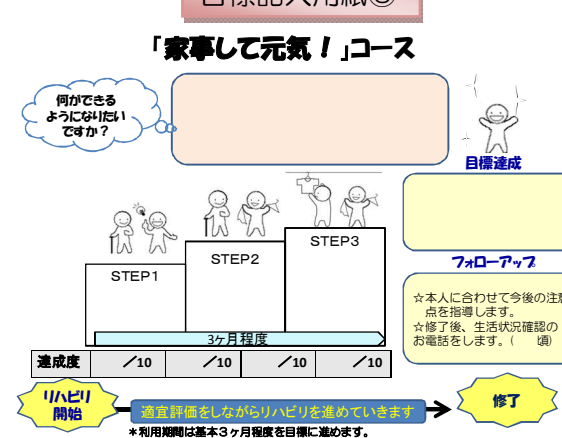 「家事して元気!」コース
何ができる
ようになりたい
ですか?
目標達成
STEP1
STEP2
STEP3
3ヶ月程度
フォローアップ
☆本人に合わせて今後の注意
点を指導します。
☆修了後、生活状況確認の
お電話をします。( 頃)
達成度 /10 /10 /10 /10
リハビリ
開始
適宜評価をしながらリハビリを進めていきます
修了
*利用期間は基本3ヶ月程度を目標に進めます。